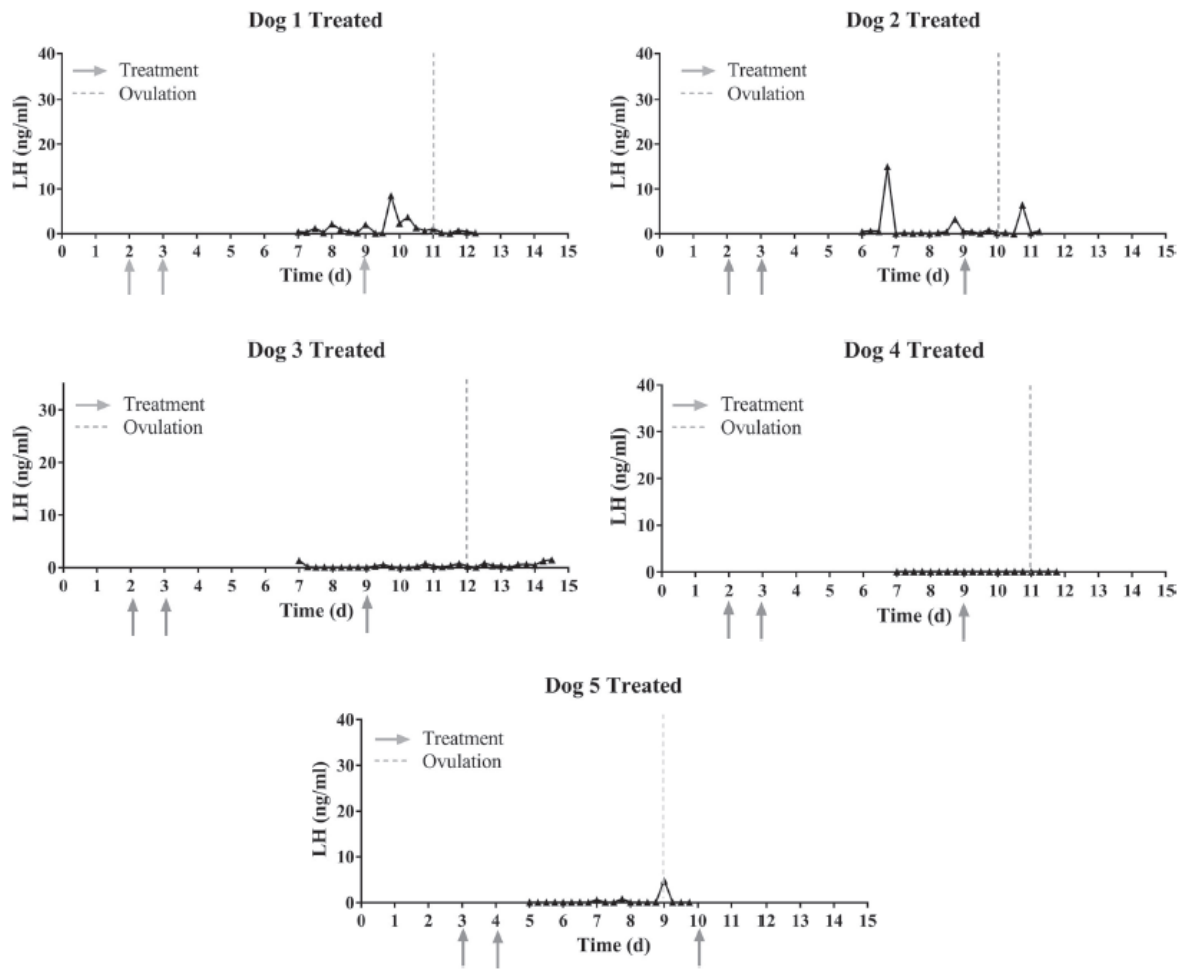 Dog 1 Treated
40
30
20
10
0
LH (ng/ml)
Treatment
Ovulation
0 1 2 3 4 5 6 7 8 9 10 11 12 13 14 15
Time (d)
Dog 2 Treated
40
30
20
10
0
LH (ng/ml)
Treatment
Ovulation
0 1 2 3 4 5 6 7 8 9 10 11 12 13 14 15
Time (d)
Dog 3 Treated
30
20
10
0
LH (ng/ml)
Treatment
Ovulation
0 1 2 3 4 5 6 7 8 9 10 11 12 13 14 15
Time (d)
Dog 4 Treated
40
30
20
10
0
LH (ng/ml)
Treatment
Ovulation
0 1 2 3 4 5 6 7 8 9 10 11 12 13 14 15
Time (d)
Dog 5 Treated
40
30
20
10
0
LH (ng/ml)
Treatment
Ovulation
0 1 2 3 4 5 6 7 8 9 10 11 12 13 14 15
Time (d)